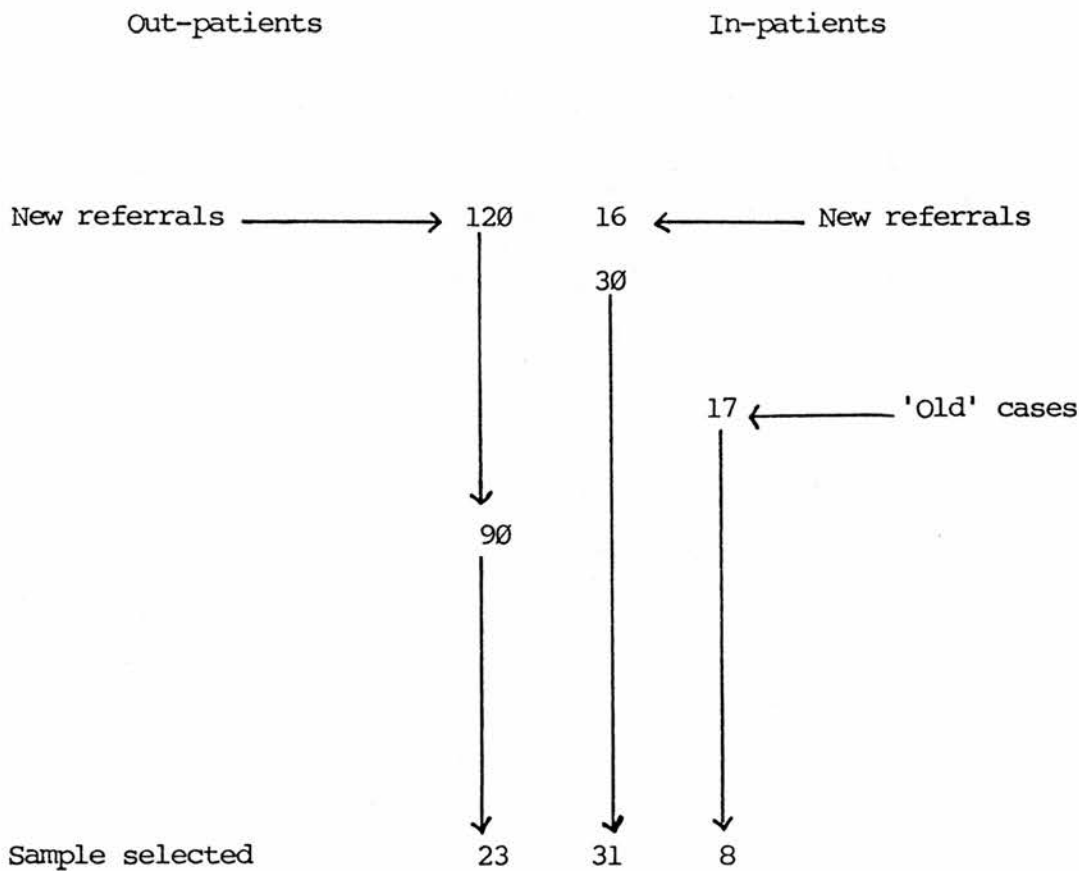 Out-patients In-patients
New referrals 120 16 New referrals
30
17 'Old' cases
90
Sample selected 23 31 8